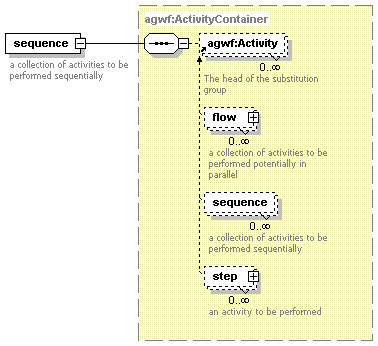 agwf:ActivityContainer
sequence
a collection of activities to be
performed sequentially
agwf:Activity
0..∞
The head of the substitution
group
flow
0..∞
a collection of activities to be
performed potentially in
parallel
sequence
0..∞
a collection of activities to be
performed sequentially
step
0..∞
an activity to be performed